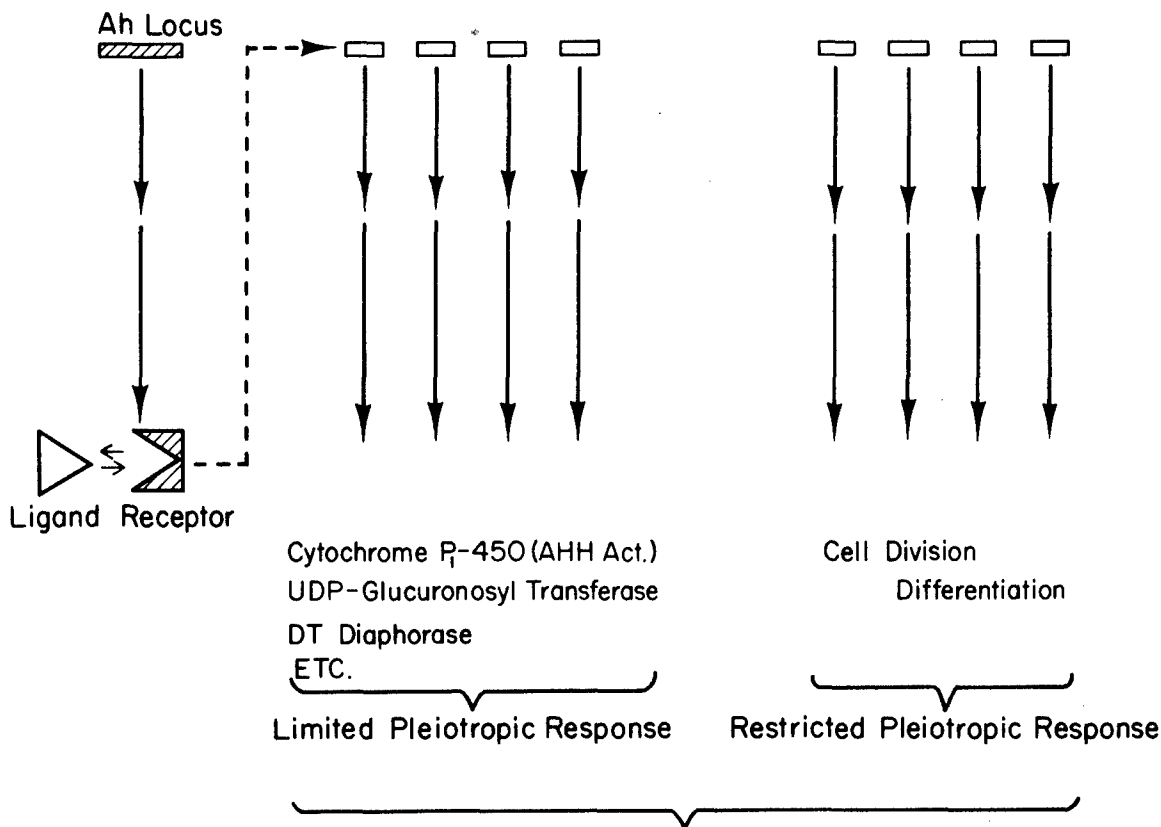 Ah Locus
Ligand Receptor
Cytochrome P₁-450 (AHH Act.)
UDP-Glucuronosyl Transferase
DT Diaphorase
ETC.
Limited Pleiotropic Response
Cell Division
Differentiation
Restricted Pleiotropic Response